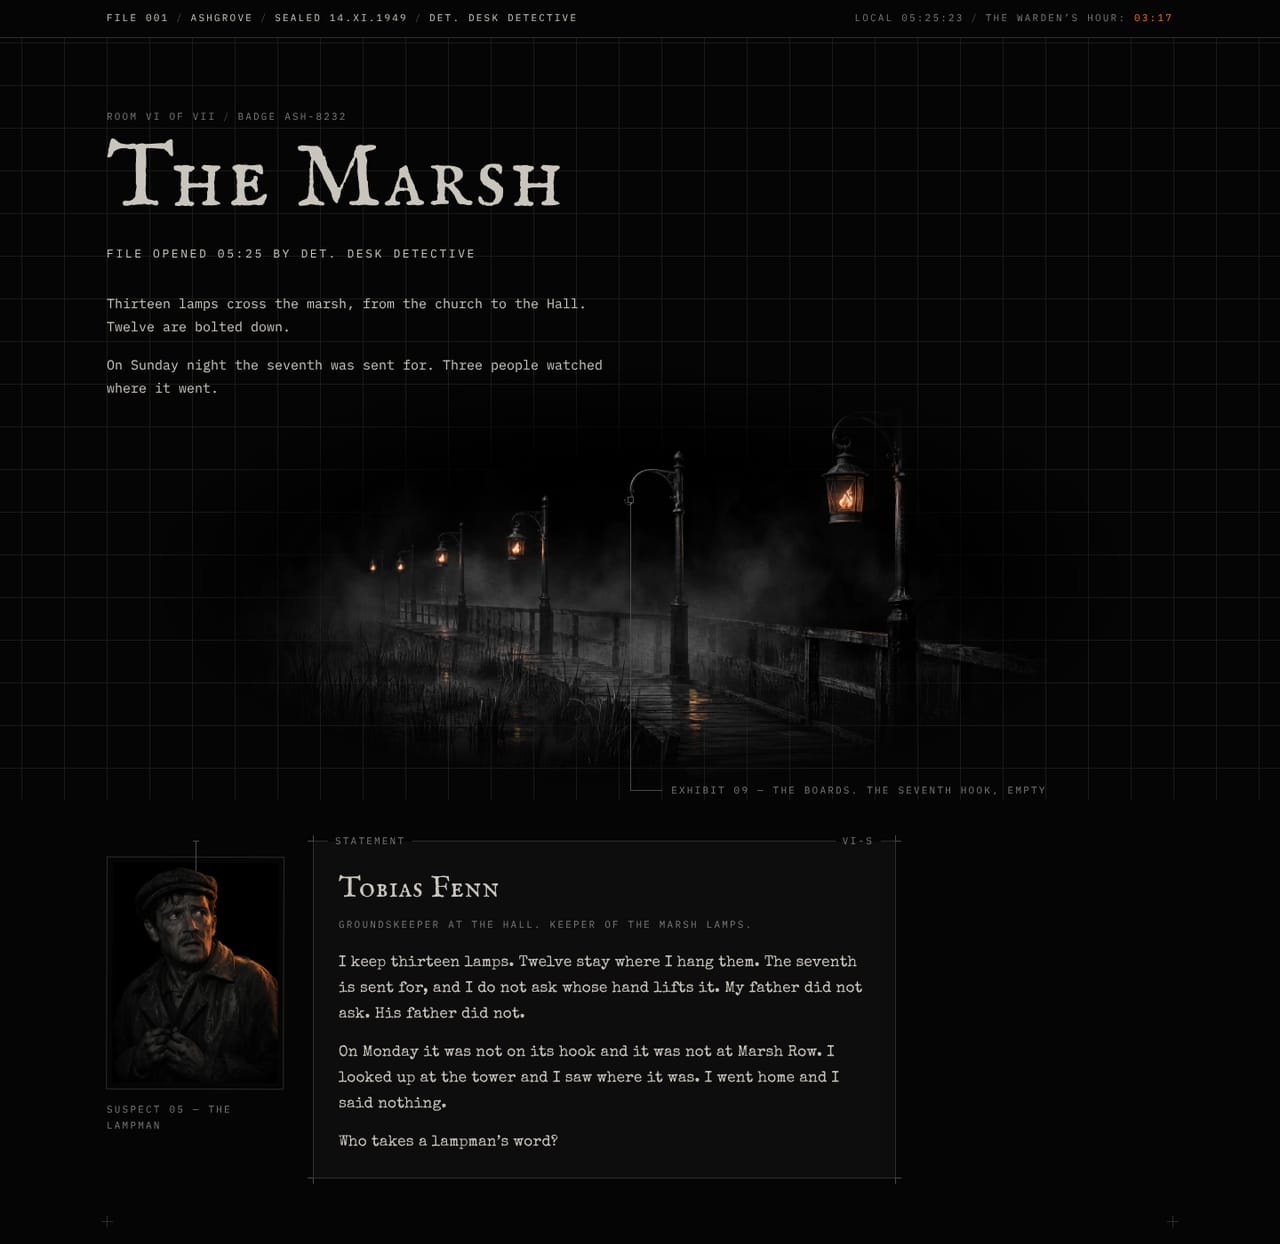 FILE 001 / ASHGROVE / SEALED 14.XI.1949 / DET. DESK DETECTIVE
LOCAL 05:25:23 / THE WARDEN’S HOUR: 03:17
ROOM VI OF VII / BADGE ASH-8232
The Marsh
FILE OPENED 05:25 BY DET. DESK DETECTIVE
Thirteen lamps cross the marsh, from the church to the Hall.
Twelve are bolted down.
On Sunday night the seventh was sent for. Three people watched
where it went.
EXHIBIT 09 — THE BOARDS. THE SEVENTH HOOK, EMPTY
STATEMENT
VI-S
Tobias Fenn
GROUNDSKEEPER AT THE HALL. KEEPER OF THE MARSH LAMPS.
I keep thirteen lamps. Twelve stay where I hang them. The seventh
is sent for, and I do not ask whose hand lifts it. My father did not
ask. His father did not.
On Monday it was not on its hook and it was not at Marsh Row. I
looked up at the tower and I saw where it was. I went home and I
said nothing.
Who takes a lampman’s word?
SUSPECT 05 — THE
LAMPMAN